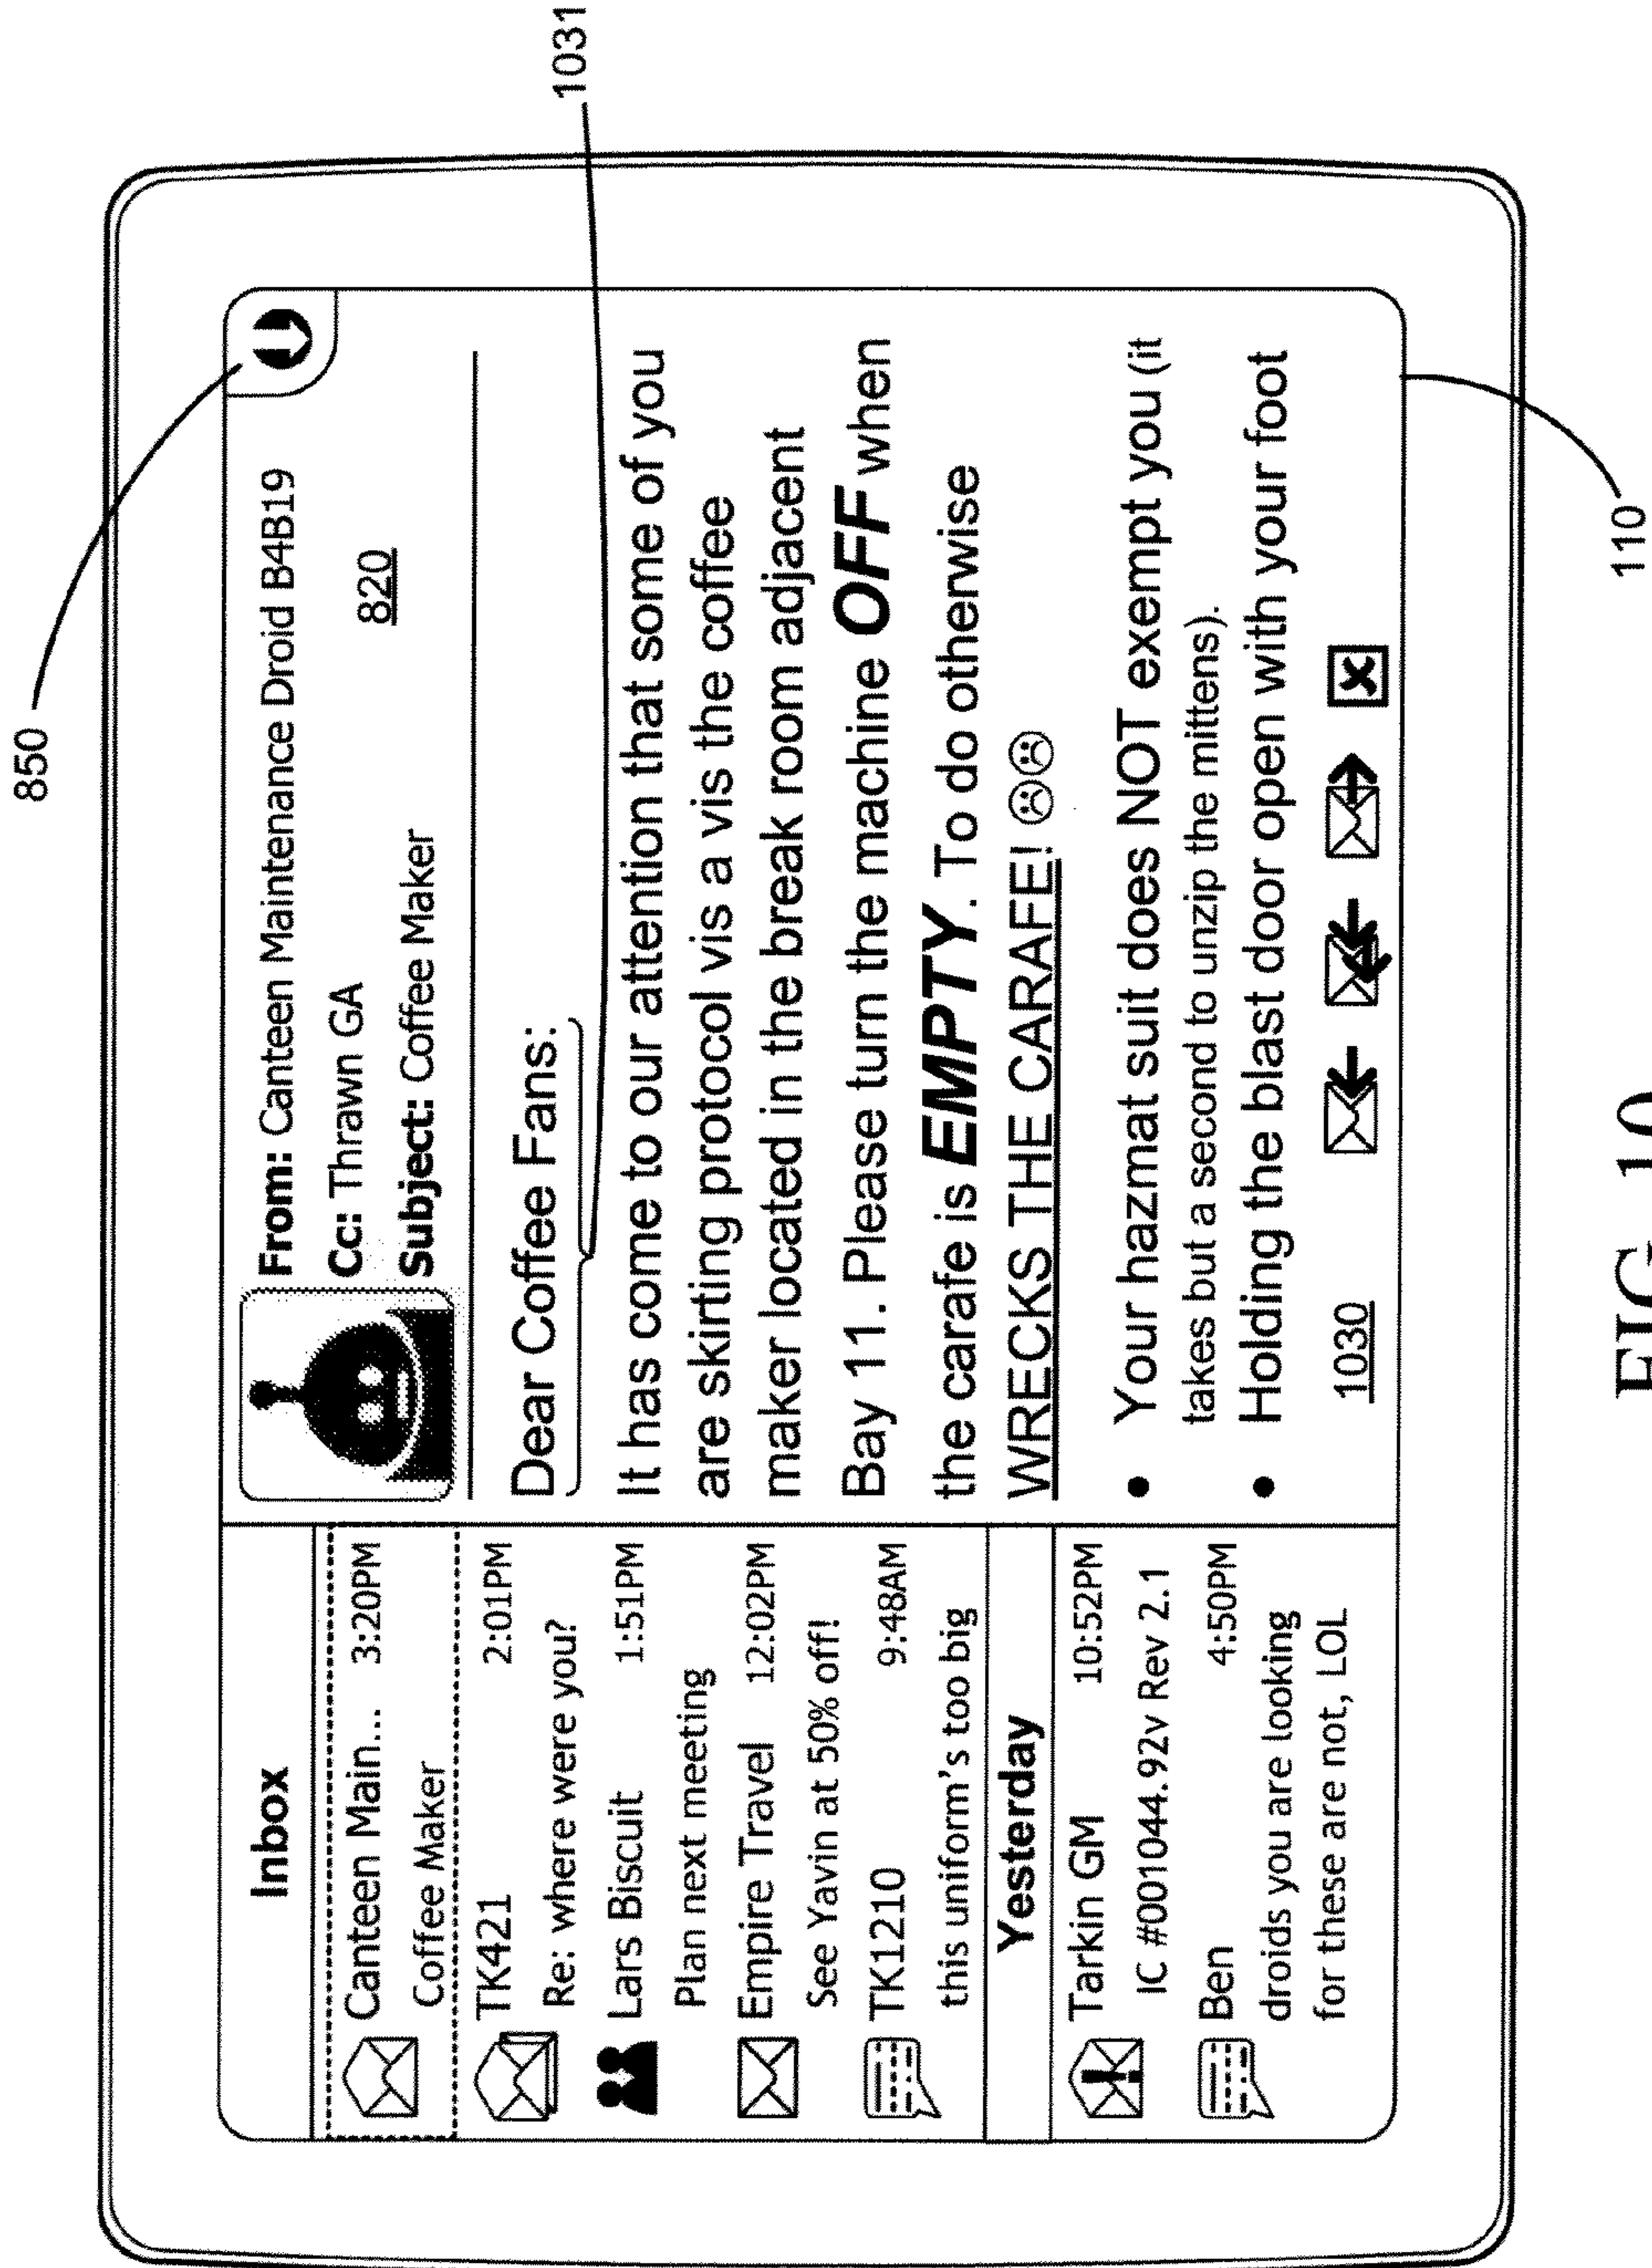 850
1031
Inbox
Canteen Main... 3:20PM
Coffee Maker
TK421 2:01PM
Re: where were you?
Lars Biscuit 1:51PM
Plan next meeting
Empire Travel 12:02PM
See Yavin at 50% off!
TK1210 9:48AM
this uniform's too big
Yesterday
Tarkin GM 10:52PM
IC #001044.92v Rev 2.1
Ben 4:50PM
droids you are looking
for these are not, LOL
From: Canteen Maintenance Droid B4B19
Cc: Thrawn GA
820
Subject: Coffee Maker
Dear Coffee Fans:
It has come to our attention that some of you
are skirting protocol vis a vis the coffee
maker located in the break room adjacent
Bay 11. Please turn the machine OFF when
the carafe is EMPTY. To do otherwise
WRECKS THE CARAFE! ☹☹
• Your hazmat suit does NOT exempt you (it
takes but a second to unzip the mittens).
• Holding the blast door open with your foot
1030
110
FIG. 10